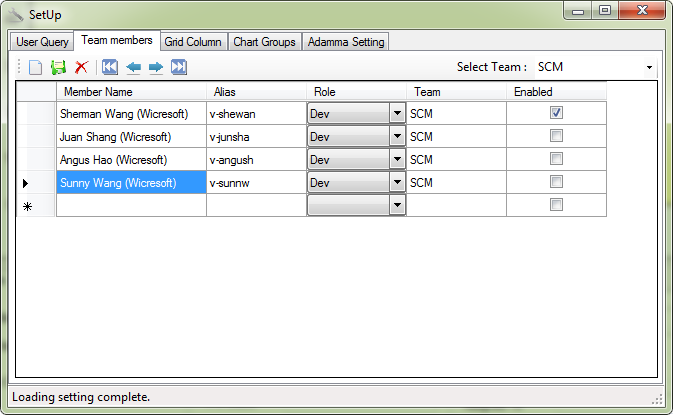 SetUp
User Query Team members Grid Column Chart Groups Adamma Setting
Select Team : SCM
Member Name Alias Role Team Enabled
Sherman Wang (Wicresoft) v-shewan Dev SCM
Juan Shang (Wicresoft) v-junsha Dev SCM
Angus Hao (Wicresoft) v-angush Dev SCM
Sunny Wang (Wicresoft) v-sunnw Dev SCM
Loading setting complete.